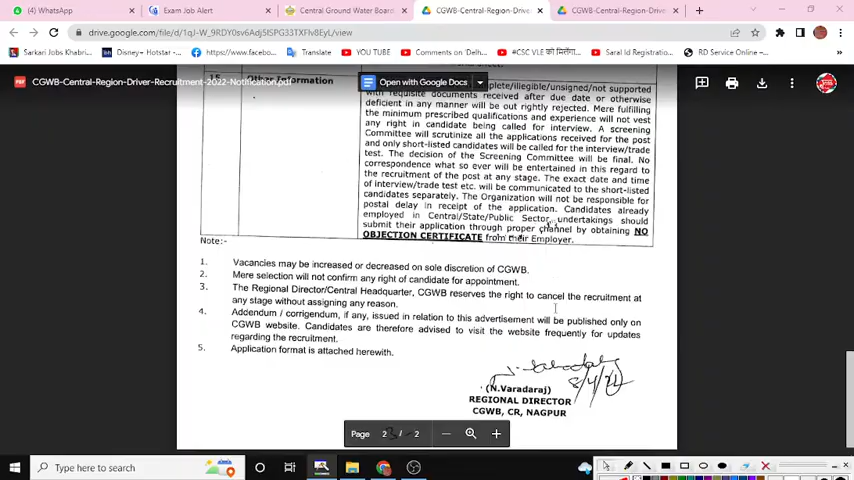 (4) WhatsApp
Exam Job Alert
Central Ground Water Board
CGWB-Central-Region-Driver-
CGWB-Central-Region-Drive
drive.google.com/file/d/1qJ-W_9RDY0sv6AdjSISPG33TXFlv8EyL/view
Sarkari Jobs Khabri...
Disney+ Hotstar -...
https://www.facebo...
Translate
YOU TUBE
Comments on Delh...
#CSC VLE को मिलेगा...
Saral Id Registration...
RD Service Online -...
15 Other Information
CGWB-Central-Region-Driver-Recruitment-2022-Notification.pdf
Open with Google Docs
/illegible/unsigned/not supported
with requisite documents received after due date or otherwise
deficient in any manner will be out rightly rejected. Mere fulfilling
the minimum prescribed qualifications and experience will not vest
any right in candidate being called for interview. A screening
Committee will scrutinize all the applications received for the post
and only short-listed candidates will be called for the interview/trade
test. The decision of the Screening Committee will be final. No
correspondence what so ever will be entertained in this regard to
the recruitment of the post at any stage. The exact date and time
of interview/trade test etc. will be communicated to the short-listed
candidates separately. The Organization will not be responsible for
postal delay in receipt of the application. Candidates already
employed in Central/State/Public Sector undertakings should
submit their application through proper channel by obtaining NO
OBJECTION CERTIFICATE from their Employer.
Note:-
1. Vacancies may be increased or decreased on sole discretion of CGWB.
2. Mere selection will not confirm any right of candidate for appointment.
3. The Regional Director/Central Headquarter, CGWB reserves the right to cancel the recruitment at
any stage without assigning any reason.
4. Addendum / corrigendum, if any, issued in relation to this advertisement will be published only on
CGWB website. Candidates are therefore advised to visit the website frequently for updates
regarding the recruitment.
5. Application format is attached herewith.
(N.Varadaraj)
REGIONAL DIRECTOR
CGWB, CR, NAGPUR
Page 2 / 2
Type here to search